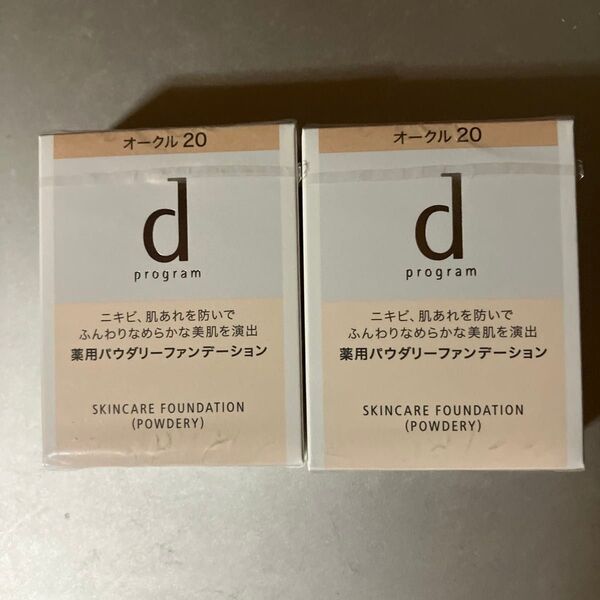 オークル 20
d
program
ニキビ、肌あれを防いで
ふんわりなめらかな美肌を演出
薬用パウダリーファンデーション
SKINCARE FOUNDATION
(POWDERY)
オークル 20
d
program
ニキビ、肌あれを防いで
ふんわりなめらかな美肌を演出
薬用パウダリーファンデーション
SKINCARE FOUNDATION
(POWDERY)